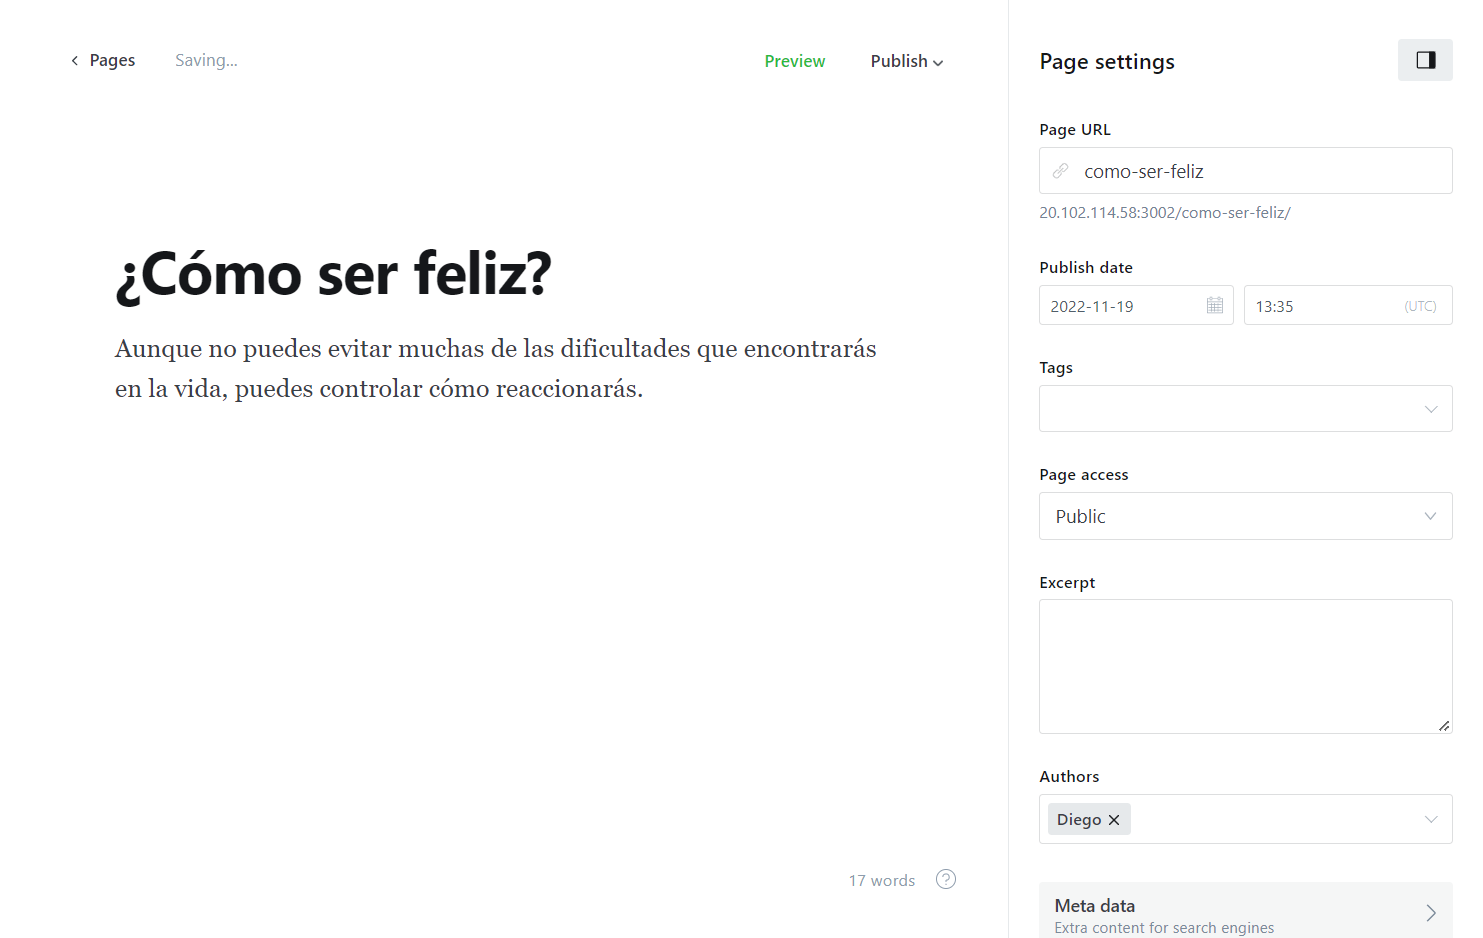 Pages
Saving...
Preview
Publish
¿Cómo ser feliz?
Aunque no puedes evitar muchas de las dificultades que encontrarás
en la vida, puedes controlar cómo reaccionarás.
17 words
?
Page settings
Page URL
como-ser-feliz
20.102.114.58:3002/como-ser-feliz/
Publish date
2022-11-19
13:35 (UTC)
Tags
Page access
Public
Excerpt
Authors
Diego
Meta data
Extra content for search engines